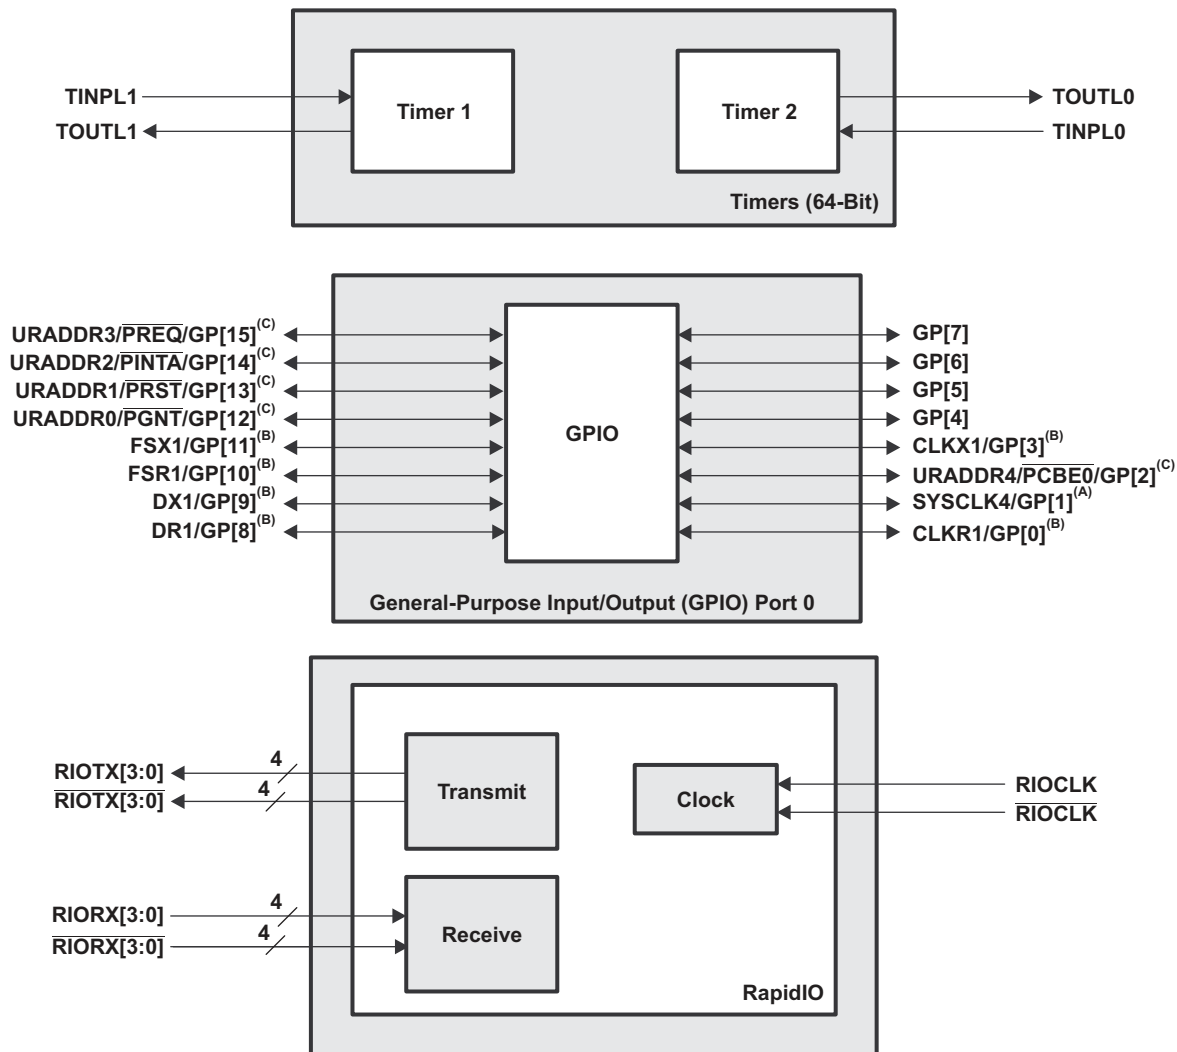 TINPL1
TOUTL1
Timer 1
Timer 2
TOUTL0
TINPL0
Timers (64-Bit)
URADDR3/PREQ/GP[15](C)
URADDR2/PINTA/GP[14](C)
URADDR1/PRST/GP[13](C)
URADDR0/PGNT/GP[12](C)
FSX1/GP[11](B)
FSR1/GP[10](B)
DX1/GP[9](B)
DR1/GP[8](B)
GPIO
GP[7]
GP[6]
GP[5]
GP[4]
CLKX1/GP[3](B)
URADDR4/PCBE0/GP[2](C)
SYSCLK4/GP[1](A)
CLKR1/GP[0](B)
General-Purpose Input/Output (GPIO) Port 0
RIOTX[3:0]
4
RIOTX[3:0]
4
Transmit
Clock
RIOCLK
RIOCLK
RIORX[3:0]
4
RIORX[3:0]
4
Receive
RapidIO